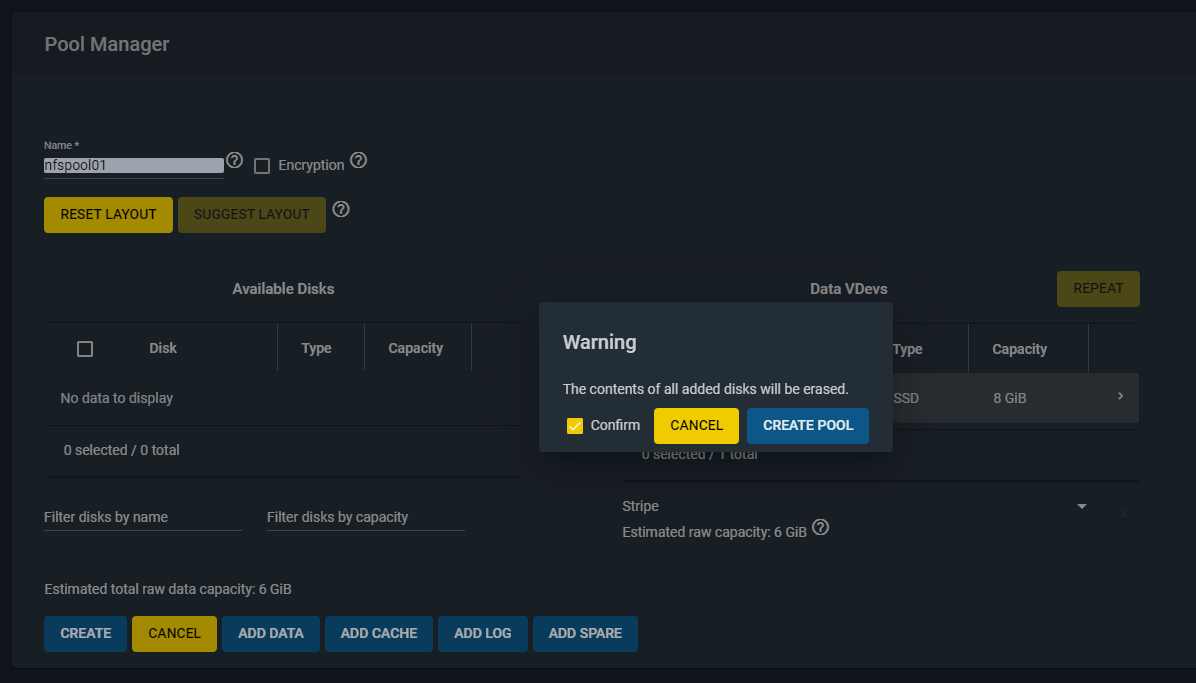 Pool Manager
Name *
nfspool01
Encryption
RESET LAYOUT
SUGGEST LAYOUT
Available Disks
Data VDevs
REPEAT
Disk
Type
Capacity
Type
Capacity
No data to display
SSD
8 GiB
0 selected / 0 total
0 selected / 1 total
Warning
The contents of all added disks will be erased.
Confirm
CANCEL
CREATE POOL
Filter disks by name
Filter disks by capacity
Stripe
X
Estimated raw capacity: 6 GiB
Estimated total raw data capacity: 6 GiB
CREATE
CANCEL
ADD DATA
ADD CACHE
ADD LOG
ADD SPARE